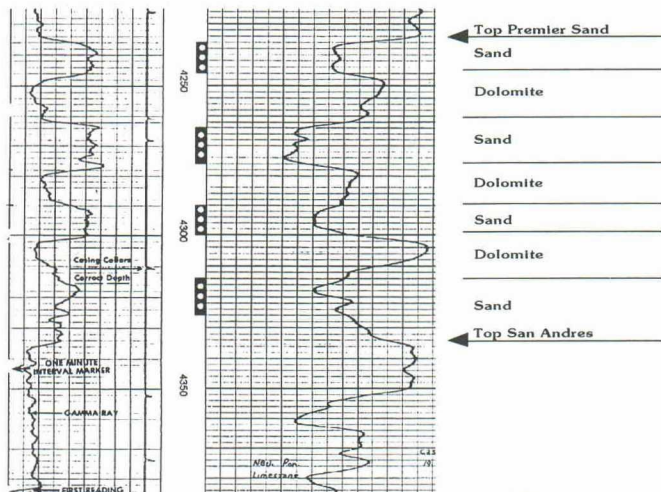 Top Premier Sand
Sand
4250
Dolomite
Sand
Dolomite
Sand
4300
Dolomite
Casing Collars
Correct Depth
Sand
Top San Andres
ONE MINUTE
INTERVAL MARKER
4350
GAMMA RAY
Limestone
FIRST READING